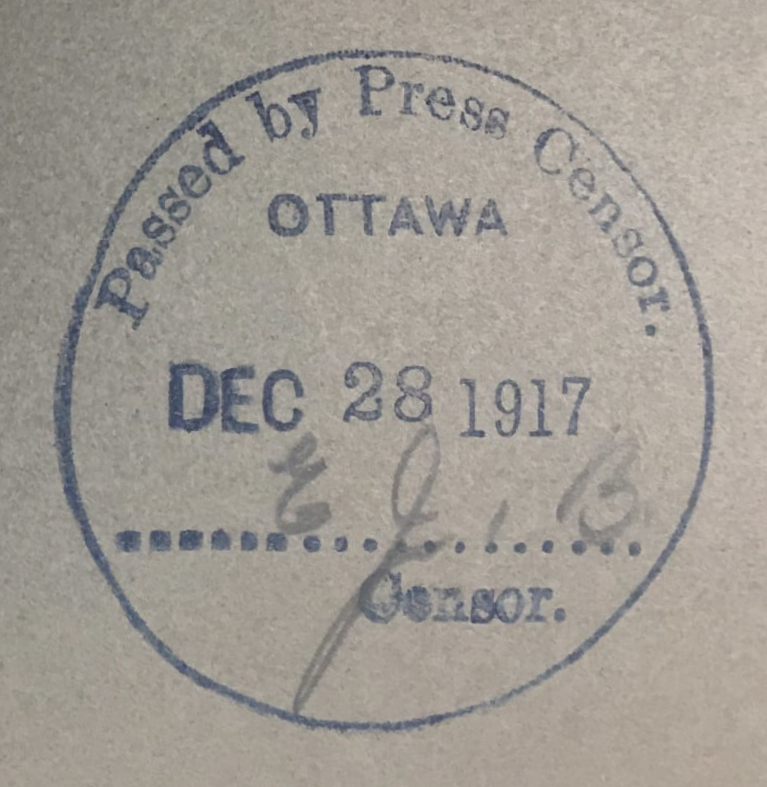 Passed by Press Censor.
OTTAWA
DEC 28 1917
E J. B.
Censor.